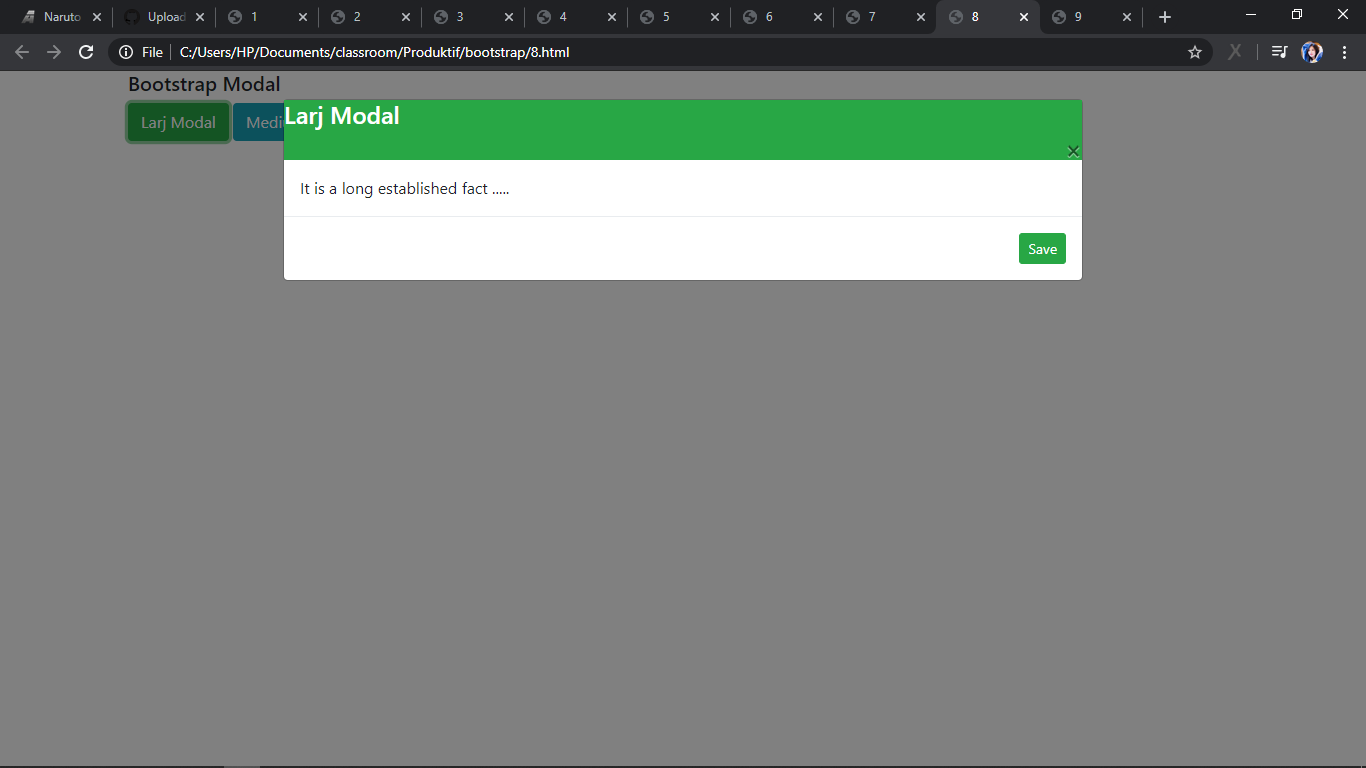 Naruto Upload 1 2 3 4 5 6 7 8 9
File C:/Users/HP/Documents/classroom/Produktif/bootstrap/8.html
Bootstrap Modal
Larj Modal Medi
Larj Modal
×
It is a long established fact .....
Save